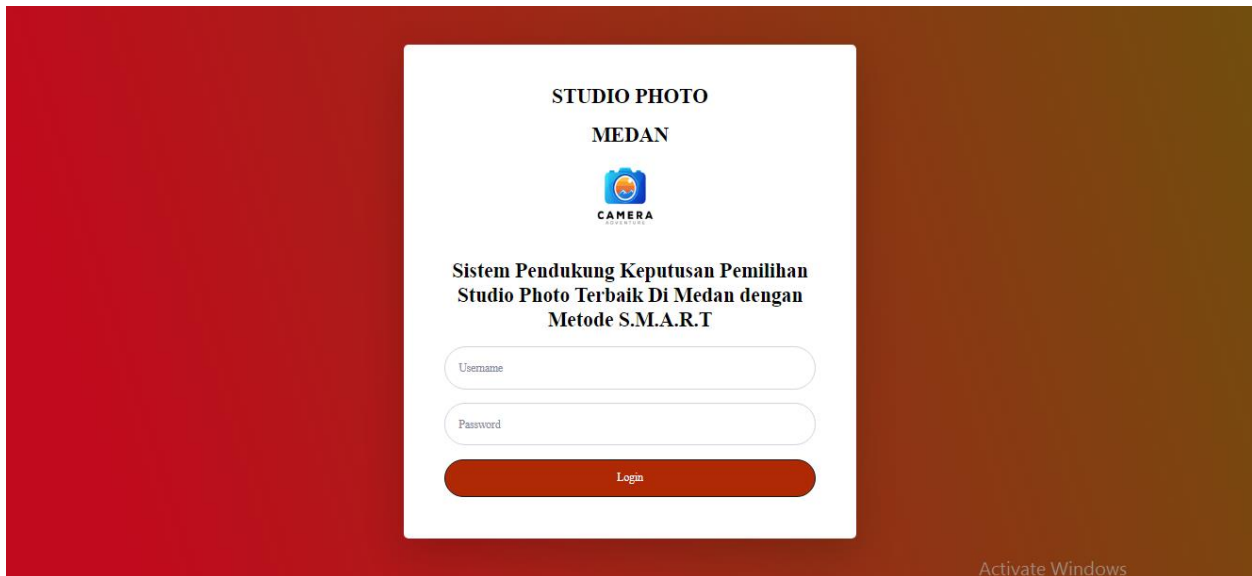 STUDIO PHOTO
MEDAN
CAMERA
ADVENTURE
Sistem Pendukung Keputusan Pemilihan
Studio Photo Terbaik Di Medan dengan
Metode S.M.A.R.T
Username
Password
Login
Activate Windows